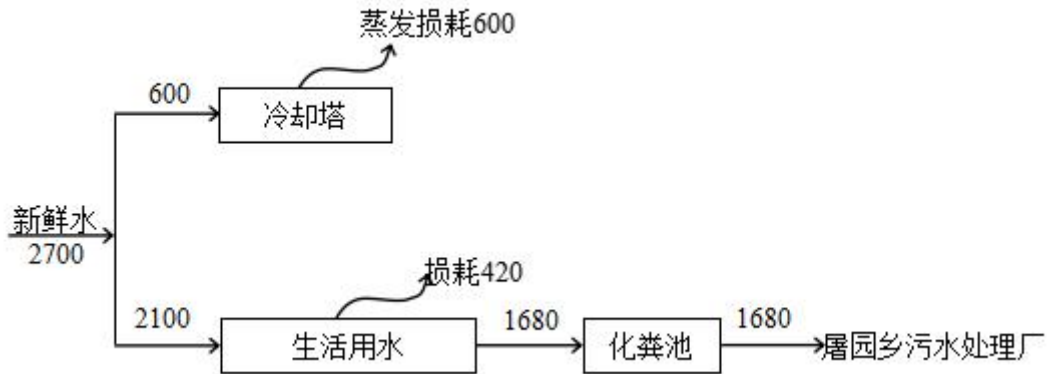 蒸发损耗600
600
冷却塔
新鲜水
2700
损耗420
2100
生活用水
1680
化粪池
1680
屠园乡污水处理厂